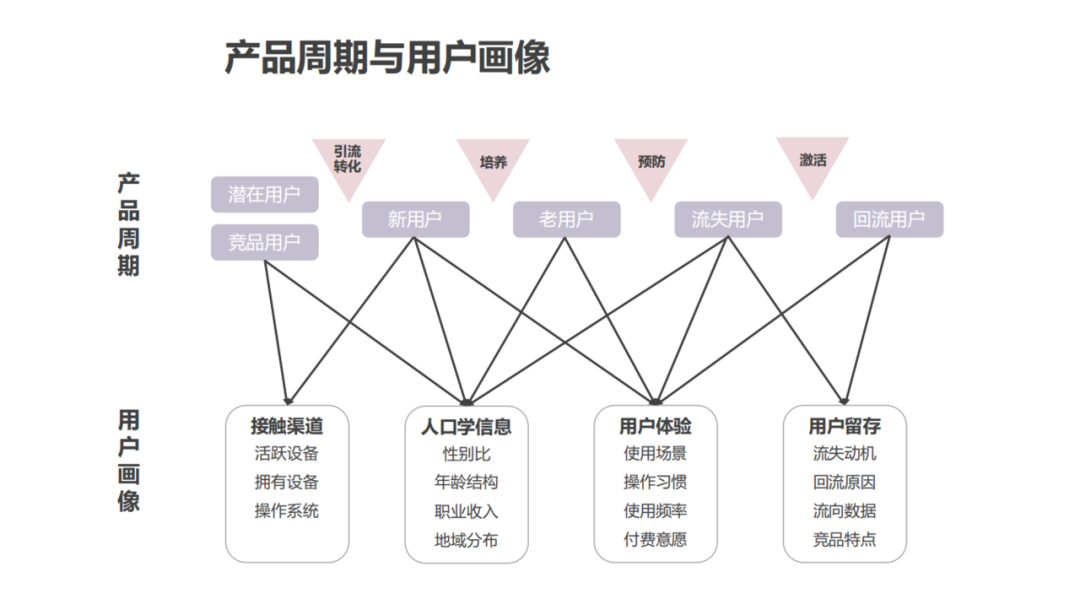 产品周期与用户画像
产品周期
引流
转化
培养
预防
激活
潜在用户
竞品用户
新用户
老用户
流失用户
回流用户
用户画像
接触渠道
活跃设备
拥有设备
操作系统
人口学信息
性别比
年龄结构
职业收入
地域分布
用户体验
使用场景
操作习惯
使用频率
付费意愿
用户留存
流失动机
回流原因
流向数据
竞品特点